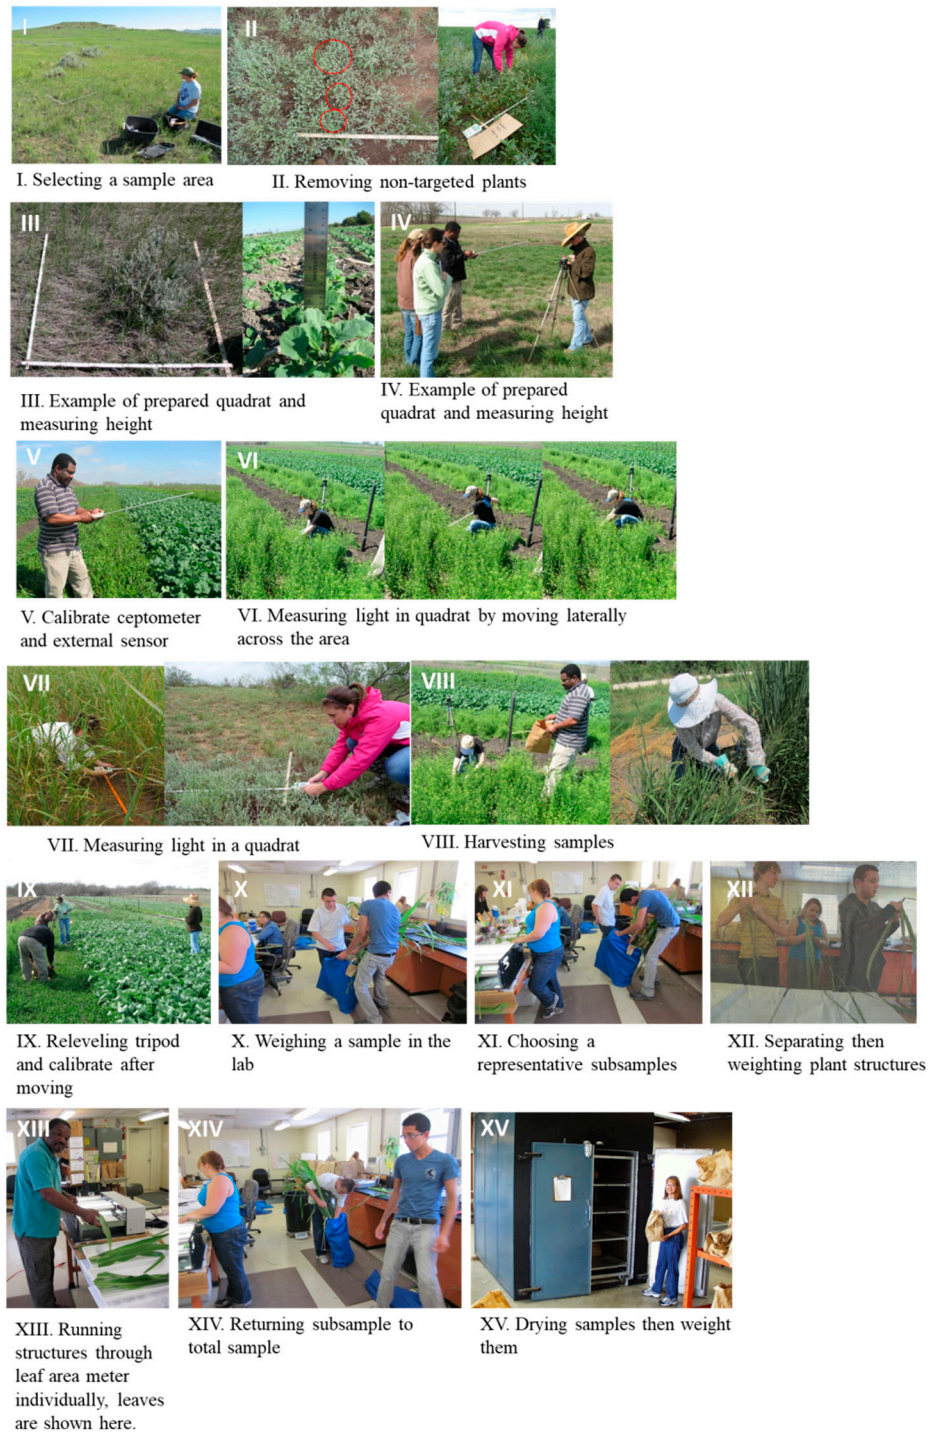 I
II
I. Selecting a sample area
II. Removing non-targeted plants
III
IV
III. Example of prepared quadrat and
measuring height
IV. Example of prepared
quadrat and measuring height
V
VI
V. Calibrate ceptometer
and external sensor
VI. Measuring light in quadrat by moving laterally
across the area
VII
VIII
VII. Measuring light in a quadrat
VIII. Harvesting samples
IX
X
XI
XII
IX. Releveling tripod
and calibrate after
moving
X. Weighing a sample in the
lab
XI. Choosing a
representative subsamples
XII. Separating then
weighting plant structures
XIII
XIV
XV
XIII. Running
structures through
leaf area meter
individually, leaves
are shown here.
XIV. Returning subsample to
total sample
XV. Drying samples then weight
them